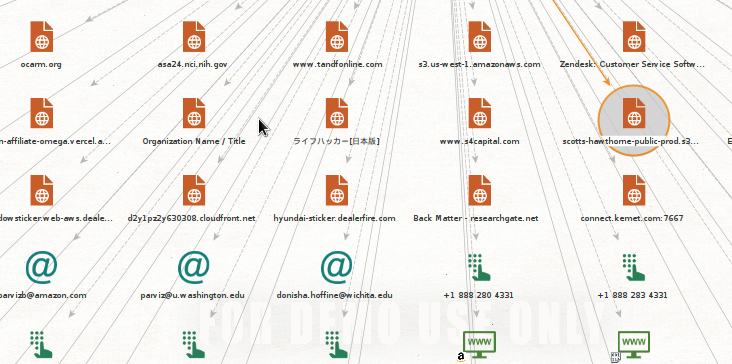 ocam.org
asa24.nci.nih.gov
www.tandfonline.com
s3.us-west-1.amazonaws.com
Zendesk: Customer Service Softw...
n-affiliate-omega.vercel.a...
Organization Name / Title
ライフハッカー[日本版]
www.s4capital.com
scotts-hawthorne-public-prod.s3...
dowsticker.web-aws.deale...
d2y1pz2y630308.cloudfront.net
hyundai-sticker.dealerfire.com
Back Matter - researchgate.net
connect.kemet.com:7667
parvizb@amazon.com
parviz@u.washington.edu
donisha.hoffine@wichita.edu
+1 888 280 4331
+1 888 283 4331
FOR DEMO USE ONLY
WWW
WWW